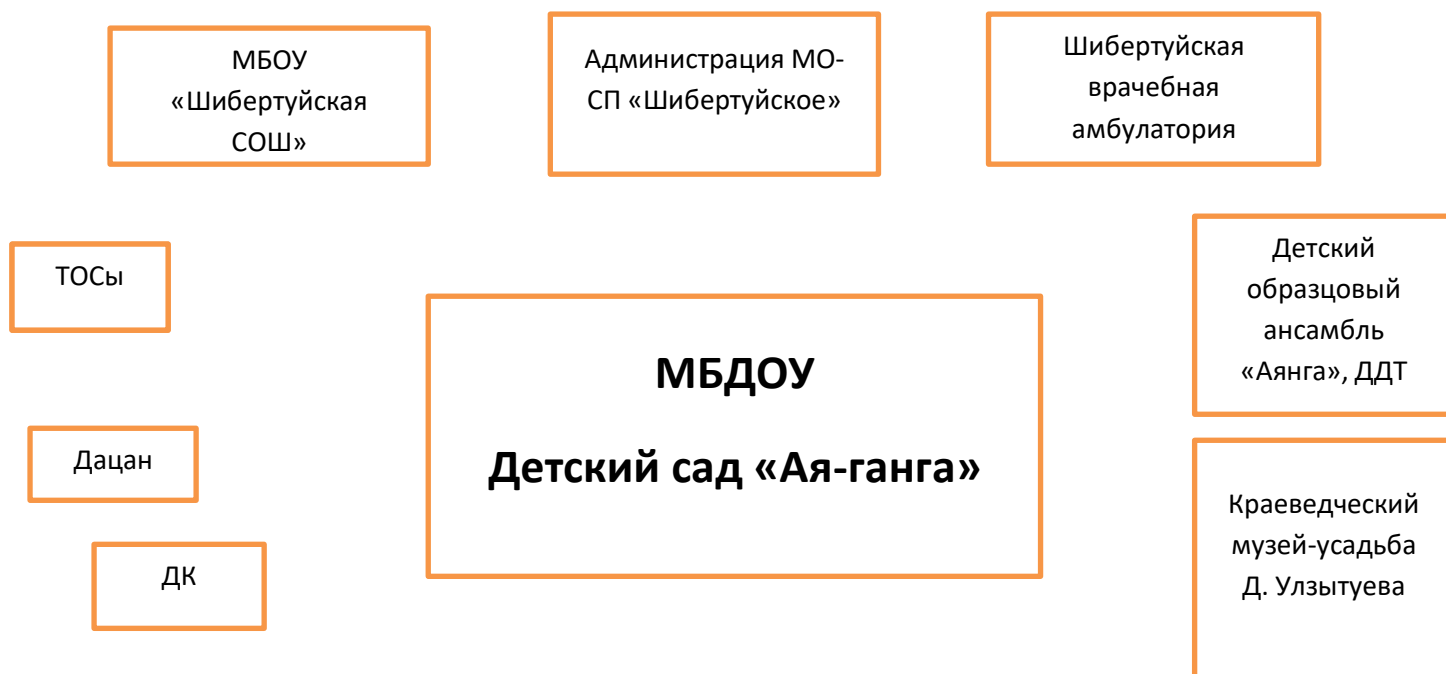 МБОУ
«Шибертуйская
СОШ»
Администрация МО-
СП «Шибертуйское»
Шибертуйская
врачебная
амбулатория
ТОСы
Детский
образцовый
ансамбль
«Аянга», ДДТ
МБДОУ
Детский сад «Ая-ганга»
Дацан
ДК
Краеведческий
музей-усадьба
Д. Улзытуева